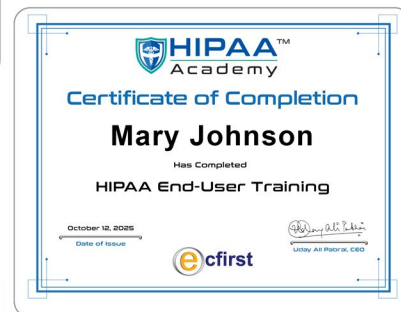 HIPAA™
Academy
Certificate of Completion
Mary Johnson
Has Completed
HIPAA End-User Training
October 12, 2025
Date of Issue
Uday Ali Pabrai, CEO
ecfirst